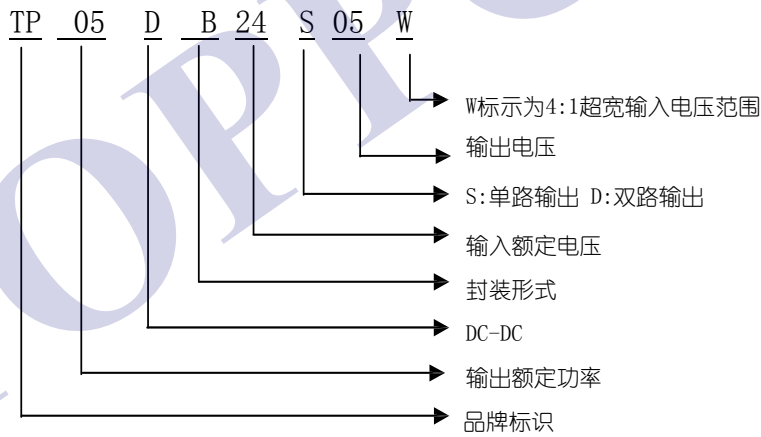 TP 05 D B 24 S 05 W
W标示为4:1超宽输入电压范围
输出电压
S:单路输出 D:双路输出
输入额定电压
封装形式
DC-DC
输出额定功率
品牌标识